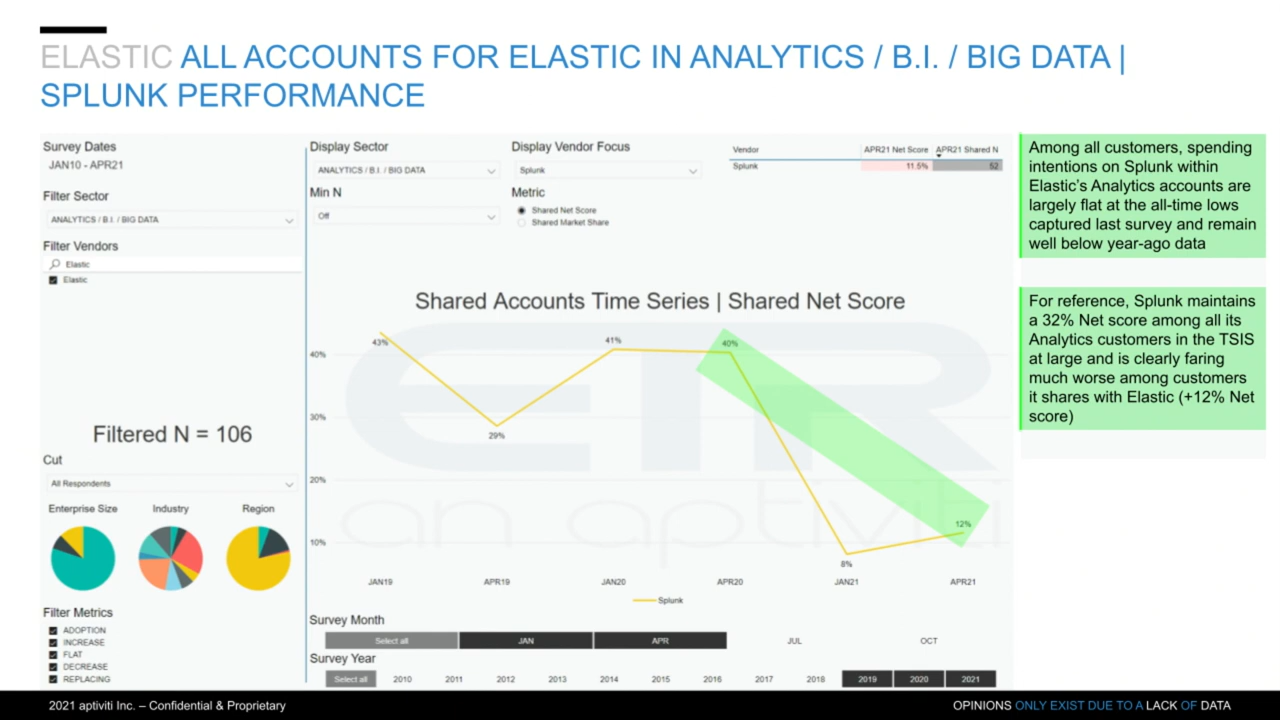 ELASTIC ALL ACCOUNTS FOR ELASTIC IN ANALYTICS / B.I. / BIG DATA |
SPLUNK PERFORMANCE
Survey Dates
JAN10 - APR21
Filter Sector
ANALYTICS / B.I. / BIG DATA
Filter Vendors
Elastic
Elastic
Filtered N = 106
Cut
All Respondents
Enterprise Size
Industry
Region
Filter Metrics
ADOPTION
INCREASE
FLAT
DECREASE
REPLACING
Display Sector
ANALYTICS / B.I. / BIG DATA
Min N
Off
Display Vendor Focus
Splunk
Metric
Shared Net Score
Shared Market Share
Vendor APR21 Net Score APR21 Shared N
Splunk 11.5% 52
Shared Accounts Time Series | Shared Net Score
ETR
an aptiviti
40%
30%
20%
10%
43%
29%
41%
40%
8%
12%
JAN19 APR19 JAN20 APR20 JAN21 APR21
Splunk
Survey Month
Select all JAN APR JUL OCT
Survey Year
Select all 2010 2011 2012 2013 2014 2015 2016 2017 2018 2019 2020 2021
Among all customers, spending
intentions on Splunk within
Elastic's Analytics accounts are
largely flat at the all-time lows
captured last survey and remain
well below year-ago data
For reference, Splunk maintains
a 32% Net score among all its
Analytics customers in the TSIS
at large and is clearly faring
much worse among customers
it shares with Elastic (+12% Net
score)
2021 aptiviti Inc. – Confidential & Proprietary
OPINIONS ONLY EXIST DUE TO A LACK OF DATA